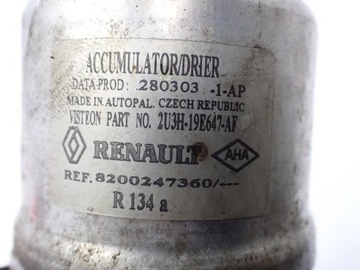 ACCUMULATOR/DRIER
DATA PROD: 280303 -1-AP
MADE IN AUTOPAL, CZECH REPUBLIC
VISTEON PART NO. 2U3H-19E647-AF
RENAULT AHA
REF. 8200247360/---
R 134 a